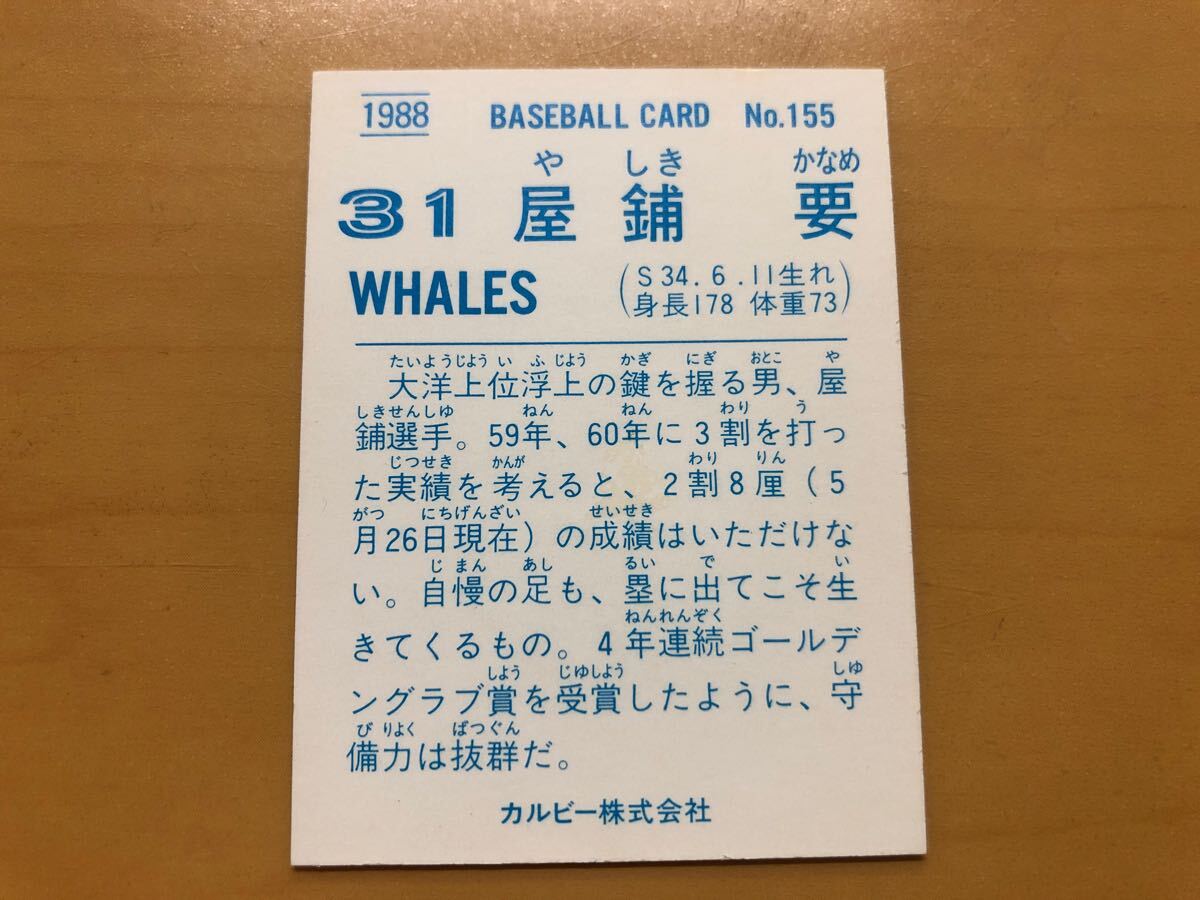 1988 BASEBALL CARD No.155
や しき かなめ
31 屋鋪 要
WHALES (S34.6.11生れ
身長178 体重73)
たいようじょういふじょう かぎ にぎ おとこ や
大洋上位浮上の鍵を握る男、屋
しきせんしゆ ねん ねん わり う
鋪選手。59年、60年に3割を打っ
じつせき かんが わり りん
た実績を考えると、2割8厘(5
がつ にちげんざい せいせき
月26日現在)の成績はいただけな
じまん あし るい で い
い。自慢の足も、塁に出てこそ生
ねんれんぞく
きてくるもの。4年連続ゴールデ
しよう じゆしよう しゆ
ングラブ賞を受賞したように、守
びりよく ばつぐん
備力は抜群だ。
カルビー株式会社